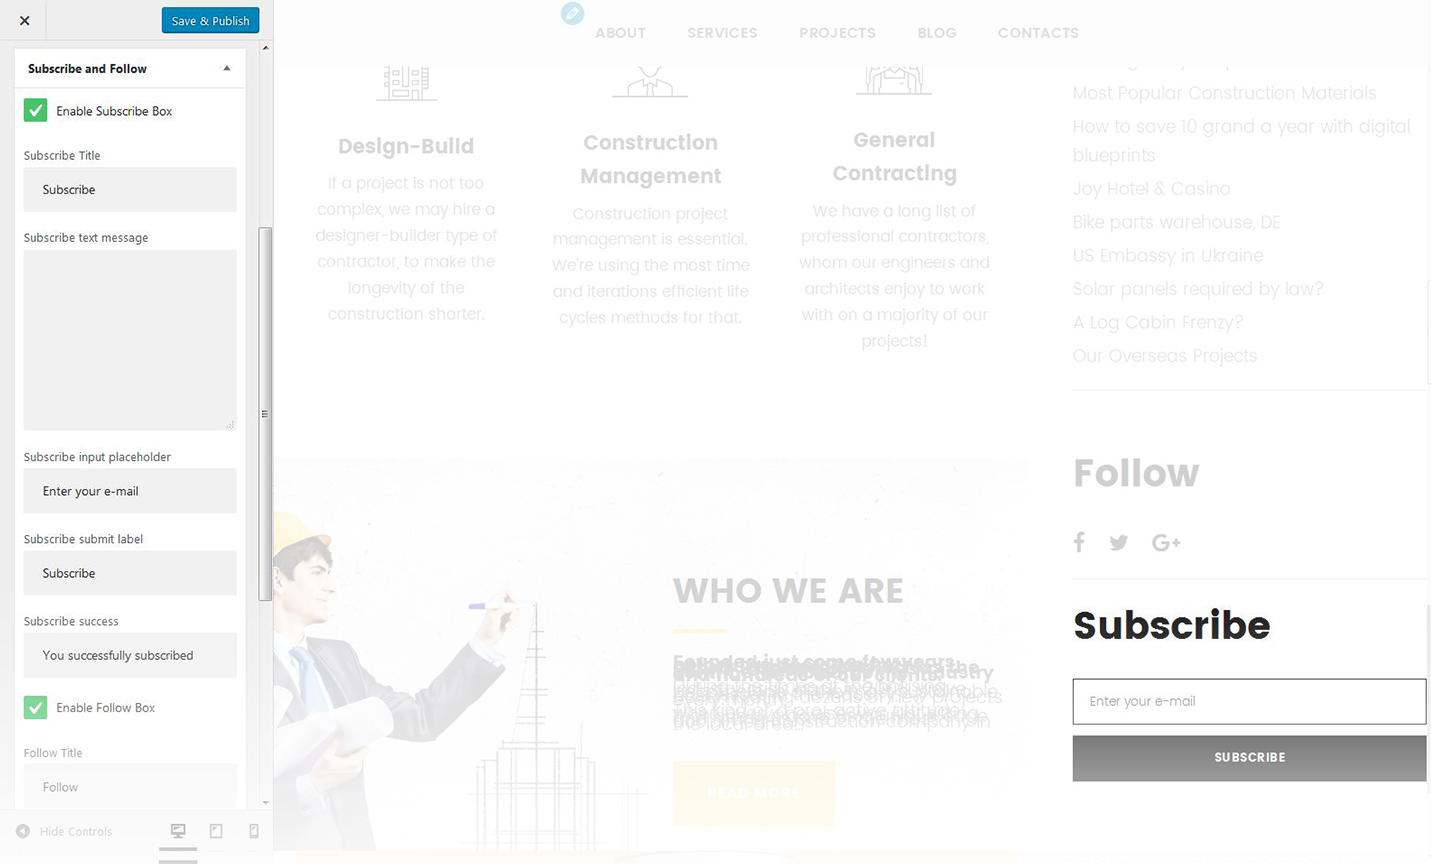 Save & Publish
Subscribe and Follow
Enable Subscribe Box
Subscribe Title
Subscribe
Subscribe text message
Subscribe input placeholder
Enter your e-mail
Subscribe submit label
Subscribe
Subscribe success
You successfully subscribed
Enable Follow Box
Follow Title
Follow
Hide Controls
ABOUT SERVICES PROJECTS BLOG CONTACTS
Design-Build
If a project is not too
complex, we may hire a
designer-builder type of
contractor, to make the
longevity of the
construction shorter.
Construction
Management
Construction project
management is essential.
We're using the most time
and iterations efficient life
cycles methods for that.
General
Contracting
We have a long list of
professional contractors,
whom our engineers and
architects enjoy to work
with on a majority of our
projects!
Most Popular Construction Materials
How to save 10 grand a year with digital
blueprints
Joy Hotel & Casino
Bike parts warehouse, DE
US Embassy in Ukraine
Solar panels required by law?
A Log Cabin Frenzy?
Our Overseas Projects
WHO WE ARE
READ MORE
Follow
G+
Subscribe
Enter your e-mail
SUBSCRIBE